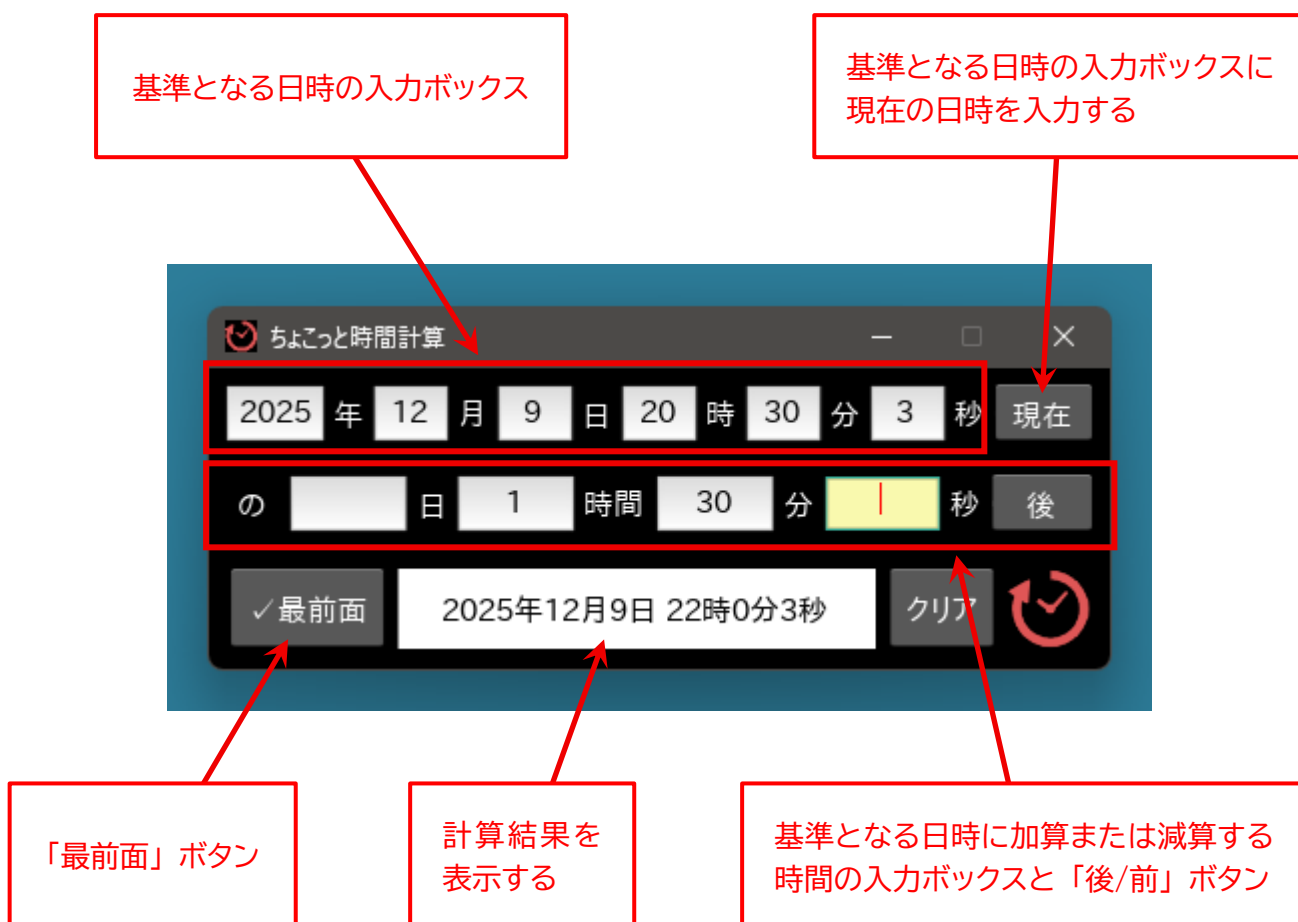 基準となる日時の入力ボックス
基準となる日時の入力ボックスに
現在の日時を入力する
ちょこっと時間計算
2025 年 12 月 9 日 20 時 30 分 3 秒 現在
の 日 1 時間 30 分 秒 後
✓最前面 2025年12月9日 22時0分3秒 クリア
「最前面」ボタン
計算結果を
表示する
基準となる日時に加算または減算する
時間の入力ボックスと「後/前」ボタン